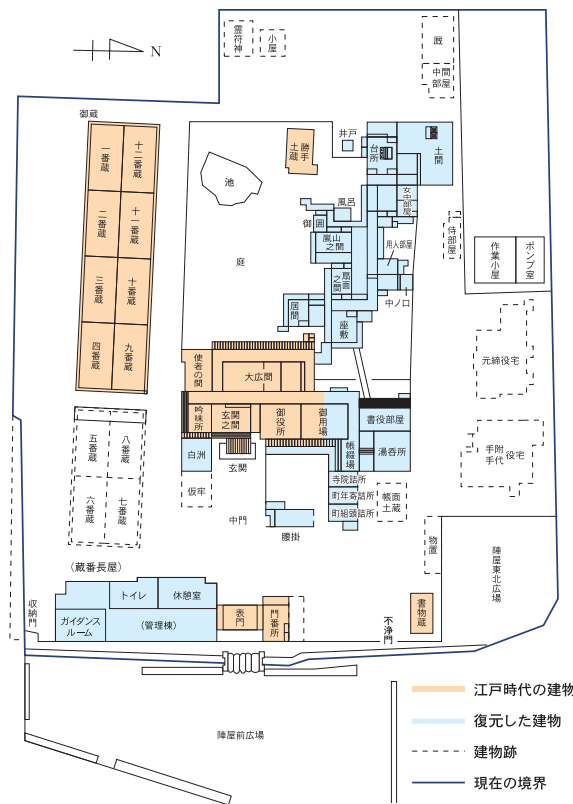 霊符神
小屋
厩
中間部屋
N
御蔵
一番蔵
十二番蔵
二番蔵
十一番蔵
三番蔵
十番蔵
四番蔵
九番蔵
五番蔵
八番蔵
六番蔵
七番蔵
池
庭
勝手
土蔵
井戸
台所
土間
女中部屋
風呂
御囲
嵐山
之間
用人部屋
侍部屋
扇面
之間
中ノ口
居間
座敷
作業小屋
ポンプ室
元締役宅
使者の間
大広間
吟味所
玄関
之間
御役所
御用場
書役部屋
白洲
玄関
帳綴場
湯呑所
手附
手代
役宅
仮牢
寺院詰所
町年寄詰所
町組頭詰所
帳面
土蔵
中門
腰掛
物置
陣屋東北広場
(蔵番長屋)
収納門
トイレ
休憩室
ガイダンス
ルーム
(管理棟)
表門
門番所
不浄門
書物蔵
陣屋前広場
江戸時代の建物
復元した建物
建物跡
現在の境界